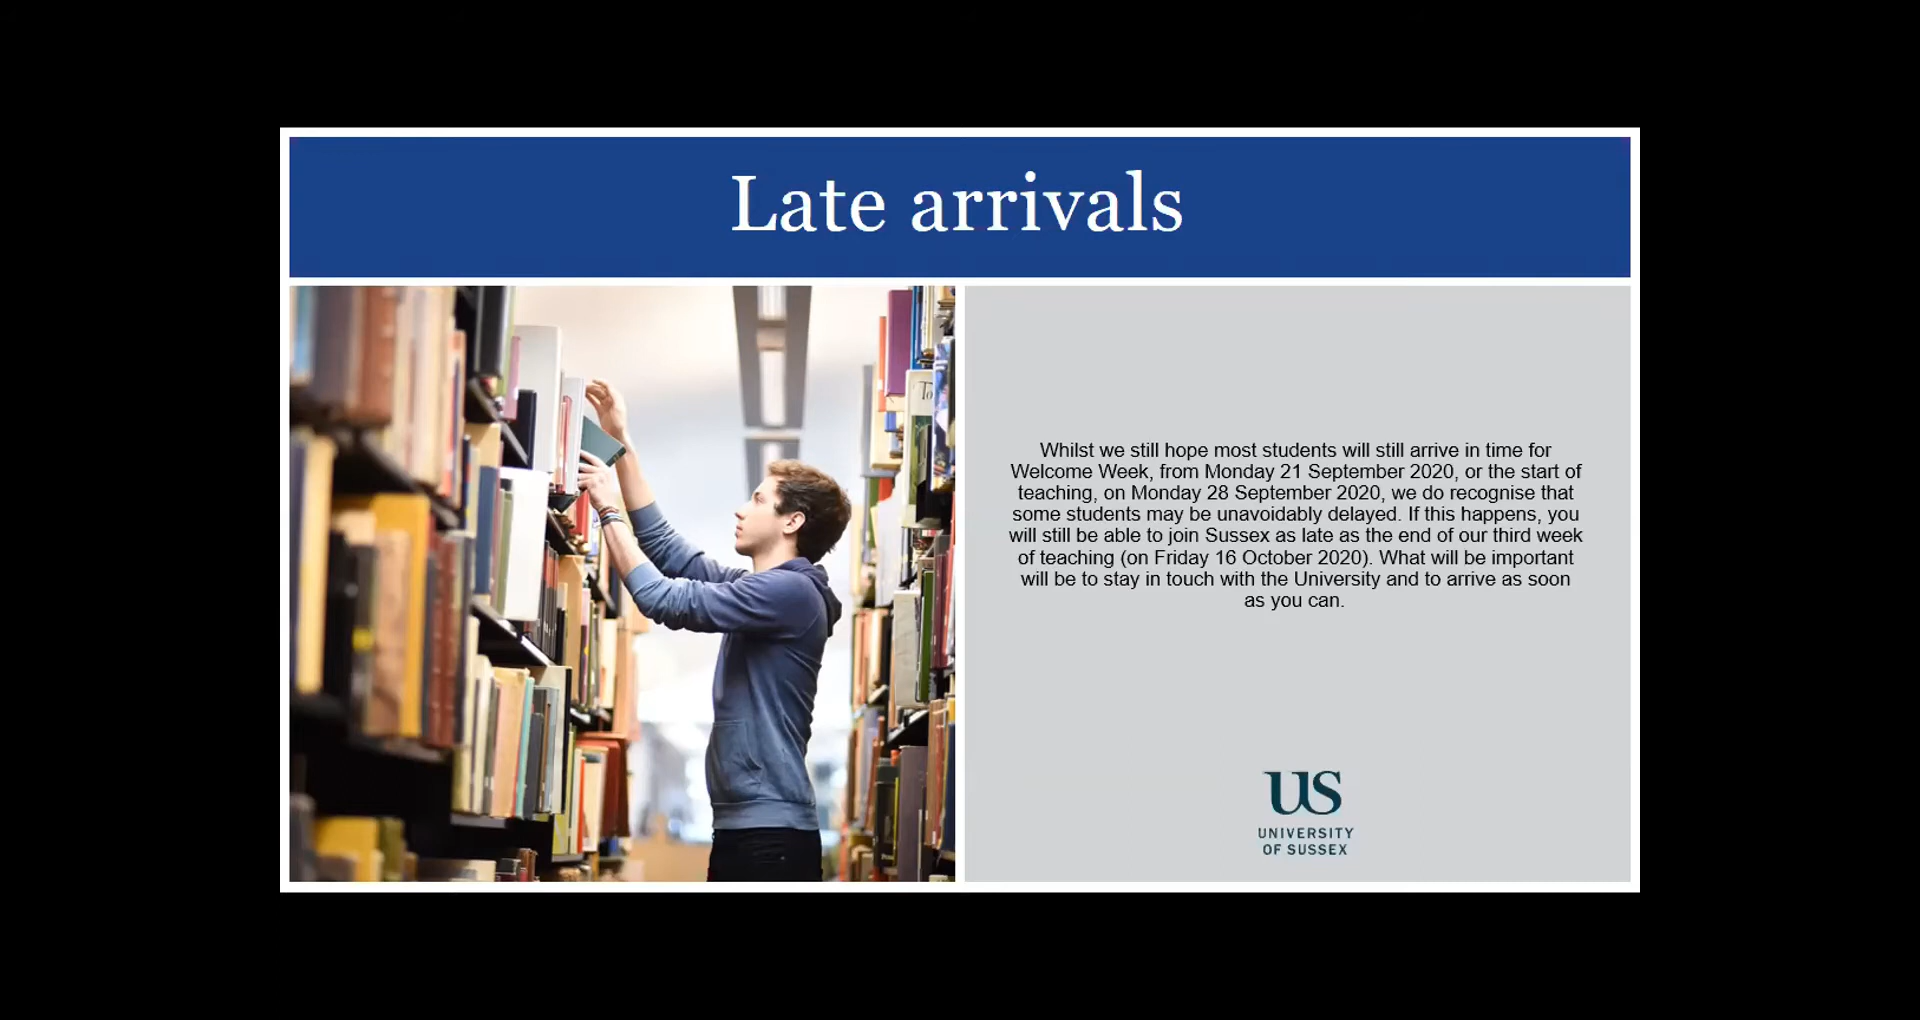 Late arrivals
To
Whilst we still hope most students will still arrive in time for
Welcome Week, from Monday 21 September 2020, or the start of
teaching, on Monday 28 September 2020, we do recognise that
some students may be unavoidably delayed. If this happens, you
will still be able to join Sussex as late as the end of our third week
of teaching (on Friday 16 October 2020). What will be important
will be to stay in touch with the University and to arrive as soon
as you can.
US
UNIVERSITY
OF SUSSEX